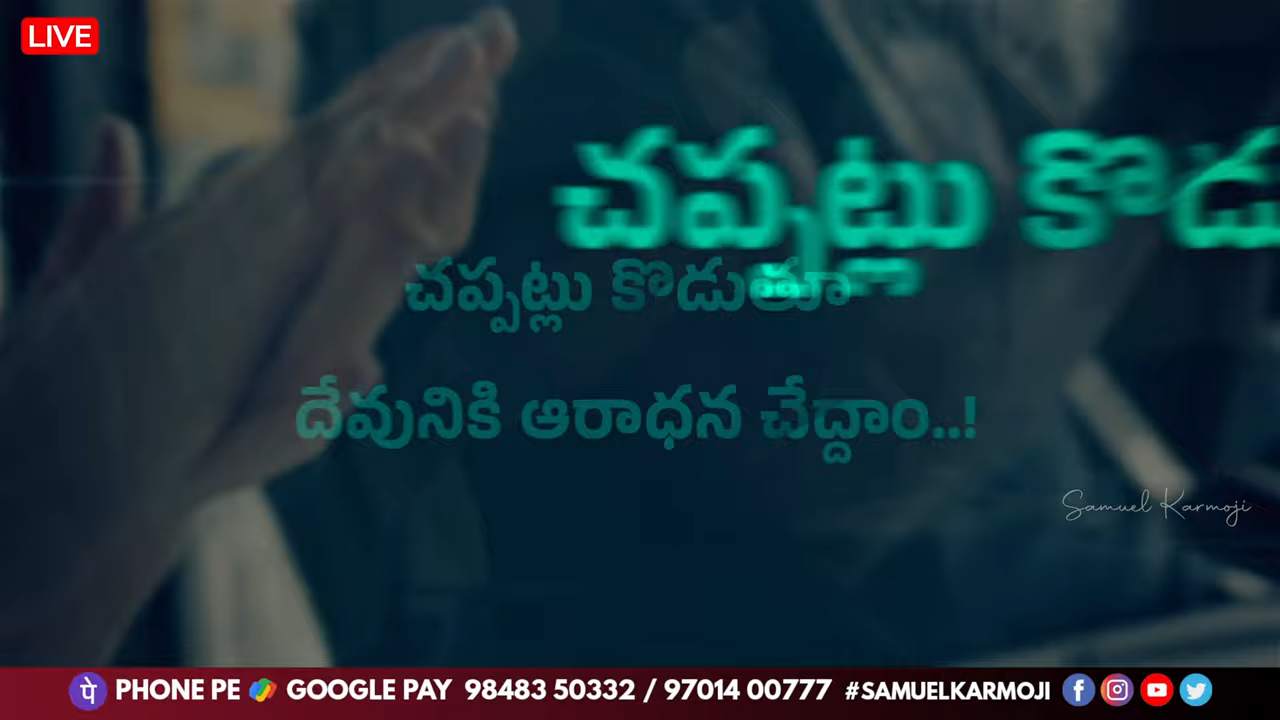 LIVE
చప్పట్లు కొడు
చప్పట్లు కొడుతూ
దేవునికి ఆరాధన చేద్దాం..!
Samuel Karmoji
पे PHONE PE GOOGLE PAY 98483 50332 / 97014 00777 #SAMUELKARMOJI